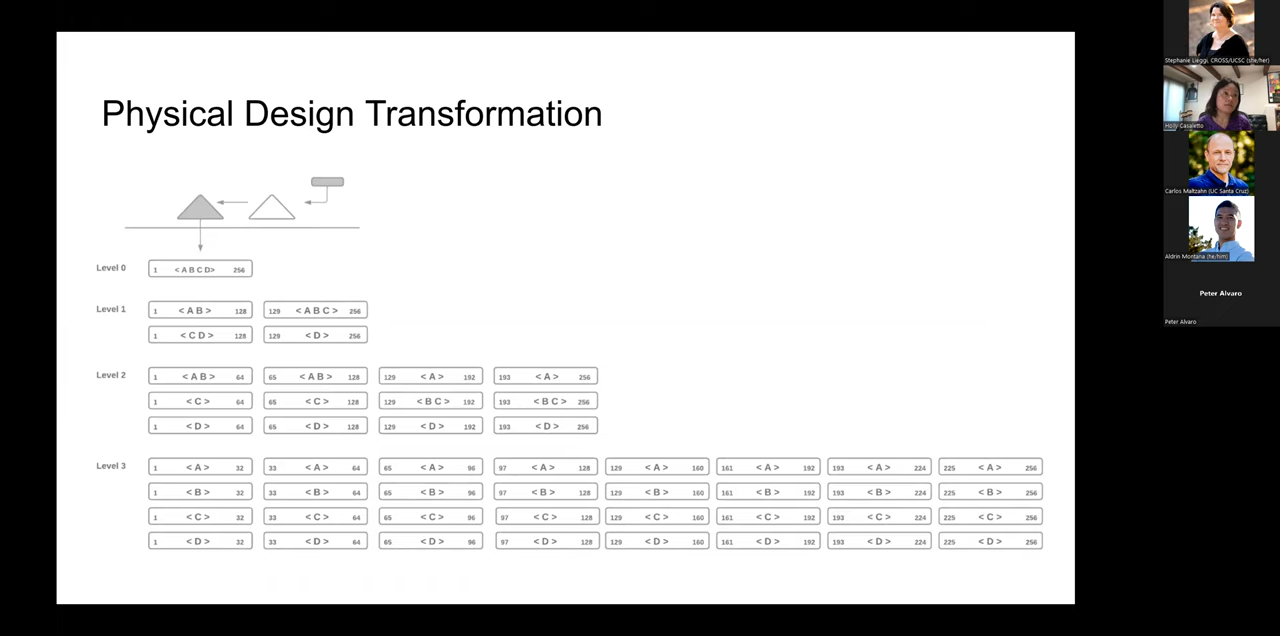 Physical Design Transformation
Level 0
1 < A B C D> 256
Level 1
1 < A B > 128 129 < A B C > 256
1 < C D > 128 129 < D > 256
Level 2
1 < A B > 64 65 < A B > 128 129 < A > 192 193 < A > 256
1 < C > 64 65 < C > 128 129 < B C > 192 193 < B C > 256
1 < D > 64 65 < D > 128 129 < D > 192 193 < D > 256
Level 3
1 < A > 32 33 < A > 64 65 < A > 96 97 < A > 128 129 < A > 160 161 < A > 192 193 < A > 224 225 < A > 256
1 < B > 32 33 < B > 64 65 < B > 96 97 < B > 128 129 < B > 160 161 < B > 192 193 < B > 224 225 < B > 256
1 < C > 32 33 < C > 64 65 < C > 96 97 < C > 128 129 < C > 160 161 < C > 192 193 < C > 224 225 < C > 256
1 < D > 32 33 < D > 64 65 < D > 96 97 < D > 128 129 < D > 160 161 < D > 192 193 < D > 224 225 < D > 256
Stephanie Lieggi, CROSS/UCSC (she/her)
Holly Casaletto
Carlos Maltzahn (UC Santa Cruz)
Aldrin Montana (he/him)
Peter Alvaro
Peter Alvaro